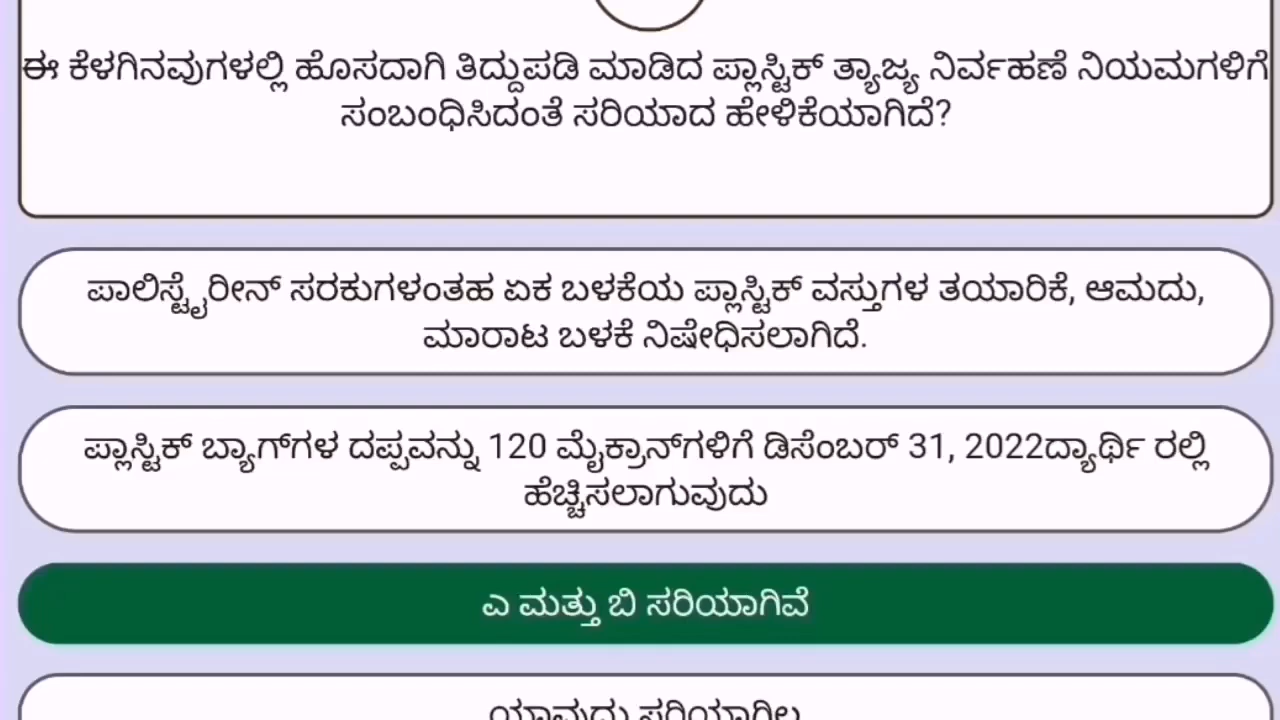 ಈ ಕೆಳಗಿನವುಗಳಲ್ಲಿ ಹೊಸದಾಗಿ ತಿದ್ದುಪಡಿ ಮಾಡಿದ ಪ್ಲಾಸ್ಟಿಕ್ ತ್ಯಾಜ್ಯ ನಿರ್ವಹಣೆ ನಿಯಮಗಳಿಗೆ
ಸಂಬಂಧಿಸಿದಂತೆ ಸರಿಯಾದ ಹೇಳಿಕೆಯಾಗಿದೆ?
ಪಾಲಿಸ್ಟೈರೀನ್ ಸರಕುಗಳಂತಹ ಏಕ ಬಳಕೆಯ ಪ್ಲಾಸ್ಟಿಕ್ ವಸ್ತುಗಳ ತಯಾರಿಕೆ, ಆಮದು,
ಮಾರಾಟ ಬಳಕೆ ನಿಷೇಧಿಸಲಾಗಿದೆ.
ಪ್ಲಾಸ್ಟಿಕ್ ಬ್ಯಾಗ್‌ಗಳ ದಪ್ಪವನ್ನು 120 ಮೈಕ್ರಾನ್‌ಗಳಿಗೆ ಡಿಸೆಂಬರ್ 31, 2022ದ್ಯಾರ್ಥಿ ರಲ್ಲಿ
ಹೆಚ್ಚಿಸಲಾಗುವುದು
ಎ ಮತ್ತು ಬಿ ಸರಿಯಾಗಿವೆ
ಯಾವುದು ಸರಿಯಾಗಿಲ್ಲ